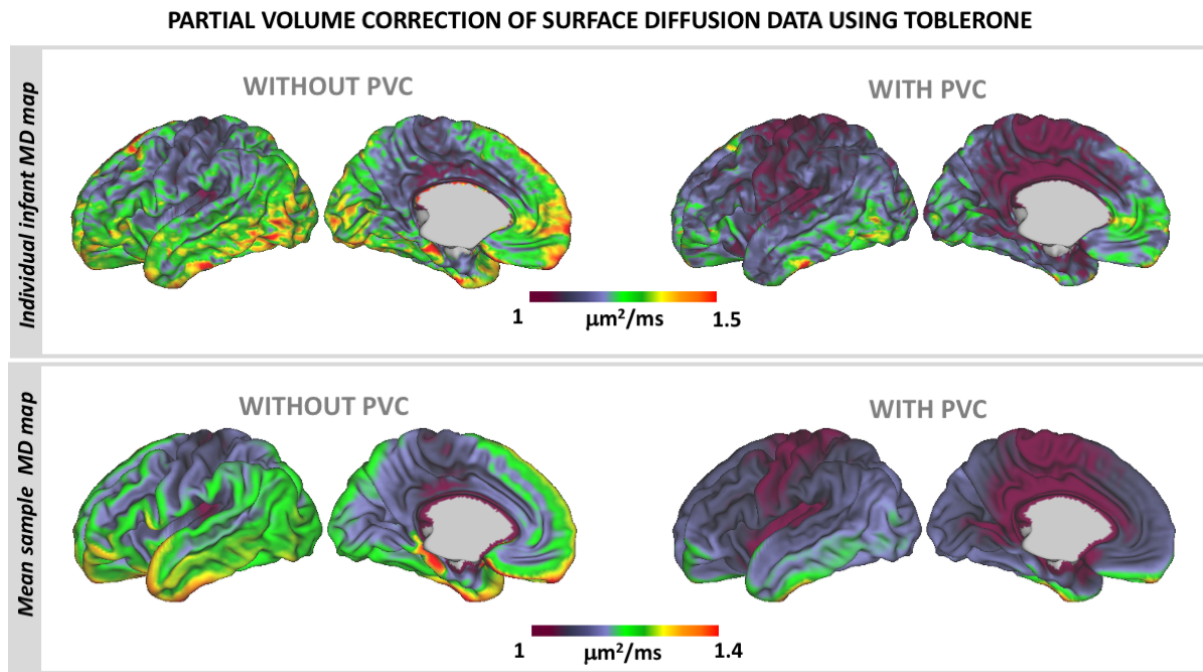 PARTIAL VOLUME CORRECTION OF SURFACE DIFFUSION DATA USING TOBLERONE
Individual infant MD map
WITHOUT PVC
WITH PVC
1 μm²/ms 1.5
Mean sample MD map
WITHOUT PVC
WITH PVC
1 μm²/ms 1.4